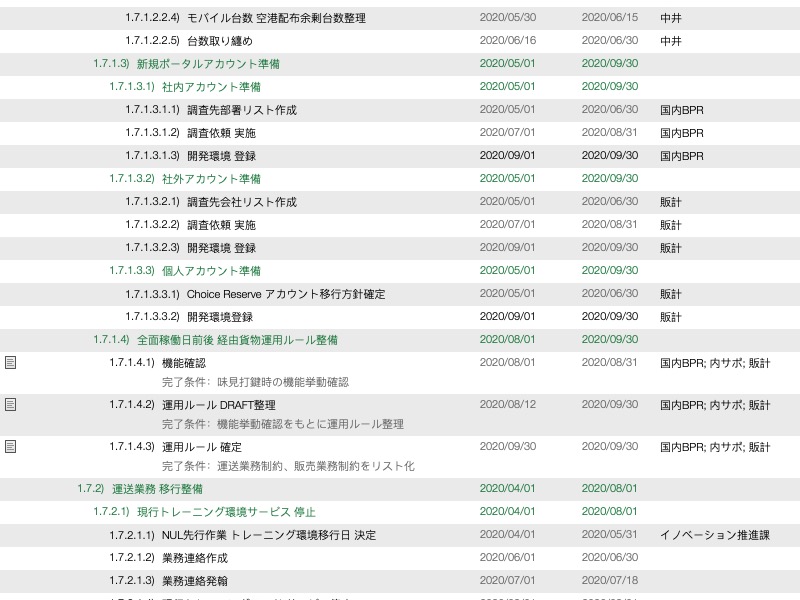 1.7.1.2.2.4) モバイル台数 空港配布余剰台数整理 2020/05/30 2020/06/15 中井
1.7.1.2.2.5) 台数取り纏め 2020/06/16 2020/06/30 中井
1.7.1.3) 新規ポータルアカウント準備 2020/05/01 2020/09/30
1.7.1.3.1) 社内アカウント準備 2020/05/01 2020/09/30
1.7.1.3.1.1) 調査先部署リスト作成 2020/05/01 2020/06/30 国内BPR
1.7.1.3.1.2) 調査依頼 実施 2020/07/01 2020/08/31 国内BPR
1.7.1.3.1.3) 開発環境 登録 2020/09/01 2020/09/30 国内BPR
1.7.1.3.2) 社外アカウント準備 2020/05/01 2020/09/30
1.7.1.3.2.1) 調査先会社リスト作成 2020/05/01 2020/06/30 販計
1.7.1.3.2.2) 調査依頼 実施 2020/07/01 2020/08/31 販計
1.7.1.3.2.3) 開発環境 登録 2020/09/01 2020/09/30 販計
1.7.1.3.3) 個人アカウント準備 2020/05/01 2020/09/30
1.7.1.3.3.1) Choice Reserve アカウント移行方針確定 2020/05/01 2020/06/30 販計
1.7.1.3.3.2) 開発環境登録 2020/09/01 2020/09/30 販計
1.7.1.4) 全面稼働日前後 経由貨物運用ルール整備 2020/08/01 2020/09/30
1.7.1.4.1) 機能確認 2020/08/01 2020/08/31 国内BPR; 内サポ; 販計
完了条件: 味見打鍵時の機能挙動確認
1.7.1.4.2) 運用ルール DRAFT整理 2020/08/12 2020/09/30 国内BPR; 内サポ; 販計
完了条件: 機能挙動確認をもとに運用ルール整理
1.7.1.4.3) 運用ルール 確定 2020/09/30 2020/09/30 国内BPR; 内サポ; 販計
完了条件: 運送業務制約、販売業務制約をリスト化
1.7.2) 運送業務 移行整備 2020/04/01 2020/08/01
1.7.2.1) 現行トレーニング環境サービス 停止 2020/04/01 2020/08/01
1.7.2.1.1) NUL先行作業 トレーニング環境移行日 決定 2020/04/01 2020/05/31 イノベーション推進課
1.7.2.1.2) 業務連絡作成 2020/06/01 2020/06/30
1.7.2.1.3) 業務連絡発翰 2020/07/01 2020/07/18